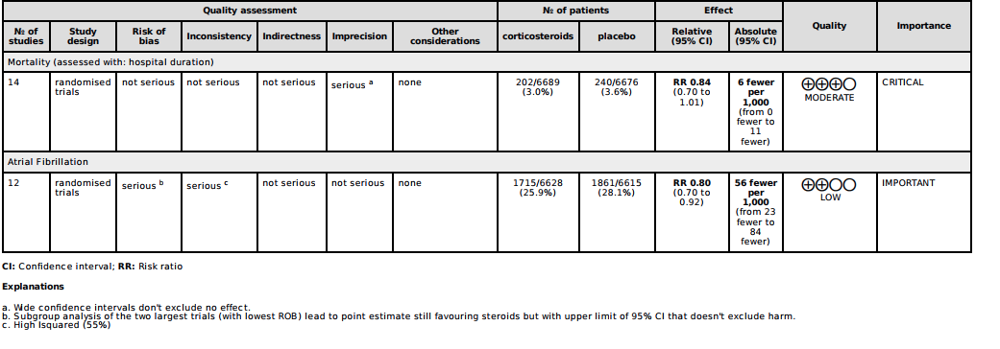 Quality assessment
№ of patients
Effect
Quality
Importance
№ of
studies
Study
design
Risk of
bias
Inconsistency
Indirectness
Imprecision
Other
considerations
corticosteroids
placebo
Relative
(95% CI)
Absolute
(95% CI)
Mortality (assessed with: hospital duration)
14
randomised
trials
not serious
not serious
not serious
serious a
none
202/6689
(3.0%)
240/6676
(3.6%)
RR 0.84
(0.70 to
1.01)
6 fewer
per
1,000
(from 0
fewer to
11
fewer)
⨁⨁⨁◯
MODERATE
CRITICAL
Atrial Fibrillation
12
randomised
trials
serious b
serious c
not serious
not serious
none
1715/6628
(25.9%)
1861/6615
(28.1%)
RR 0.80
(0.70 to
0.92)
56 fewer
per
1,000
(from 23
fewer to
84
fewer)
⨁⨁◯◯
LOW
IMPORTANT
CI: Confidence interval; RR: Risk ratio
Explanations
a. Wide confidence intervals don't exclude no effect.
b. Subgroup analysis of the two largest trials (with lowest ROB) lead to point estimate still favouring steroids but with upper limit of 95% CI that doesn't exclude harm.
c. High Isquared (55%)